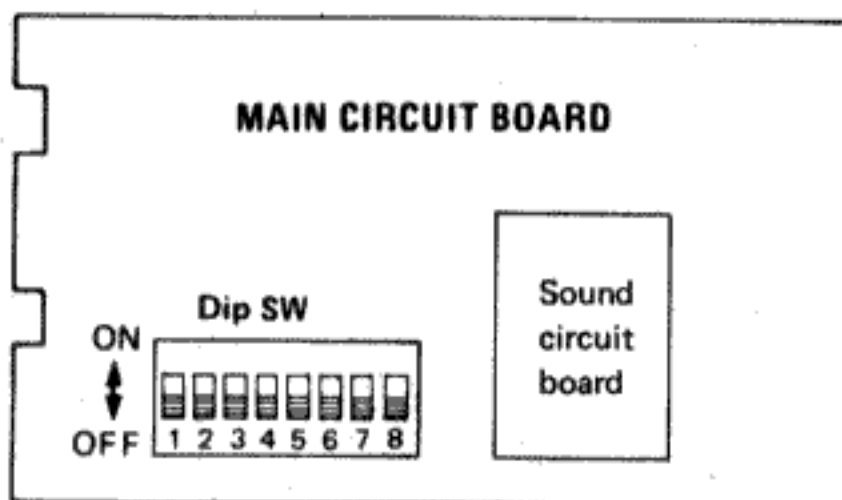 MAIN CIRCUIT BOARD
Dip SW
ON
OFF
1 2 3 4 5 6 7 8
Sound
circuit
board